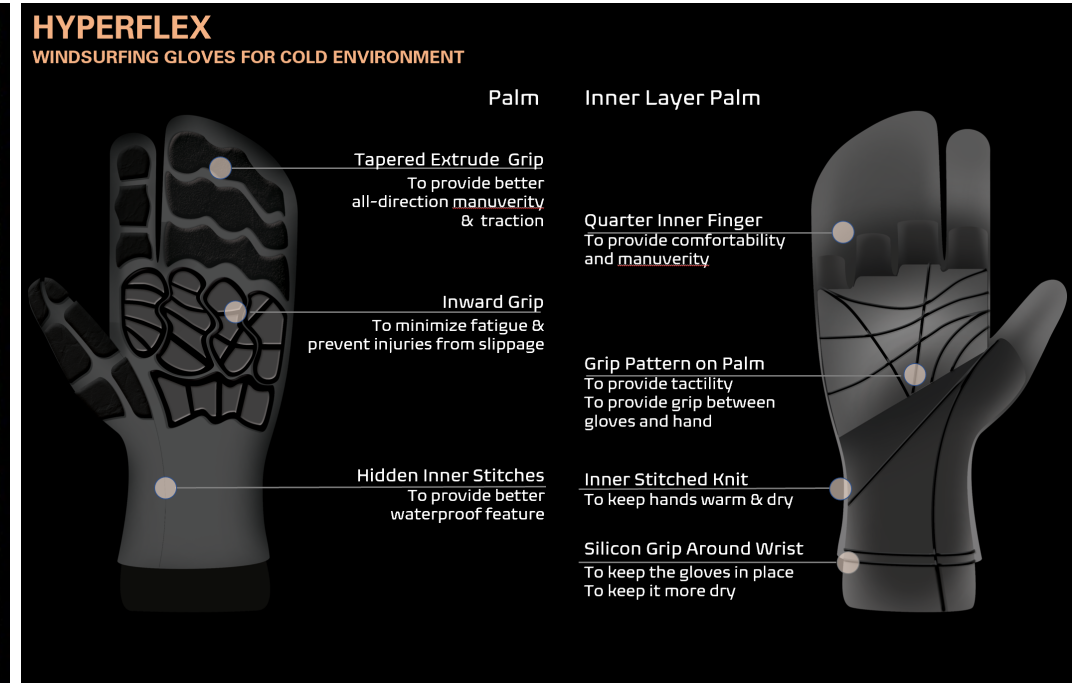 HYPERFLEX
WINDSURFING GLOVES FOR COLD ENVIRONMENT
Palm
Tapered Extrude Grip
To provide better
all-direction manuverity
& traction
Inward Grip
To minimize fatigue &
prevent injuries from slippage
Hidden Inner Stitches
To provide better
waterproof feature
Inner Layer Palm
Quarter Inner Finger
To provide comfortability
and manuverity
Grip Pattern on Palm
To provide tactility
To provide grip between
gloves and hand
Inner Stitched Knit
To keep hands warm & dry
Silicon Grip Around Wrist
To keep the gloves in place
To keep it more dry